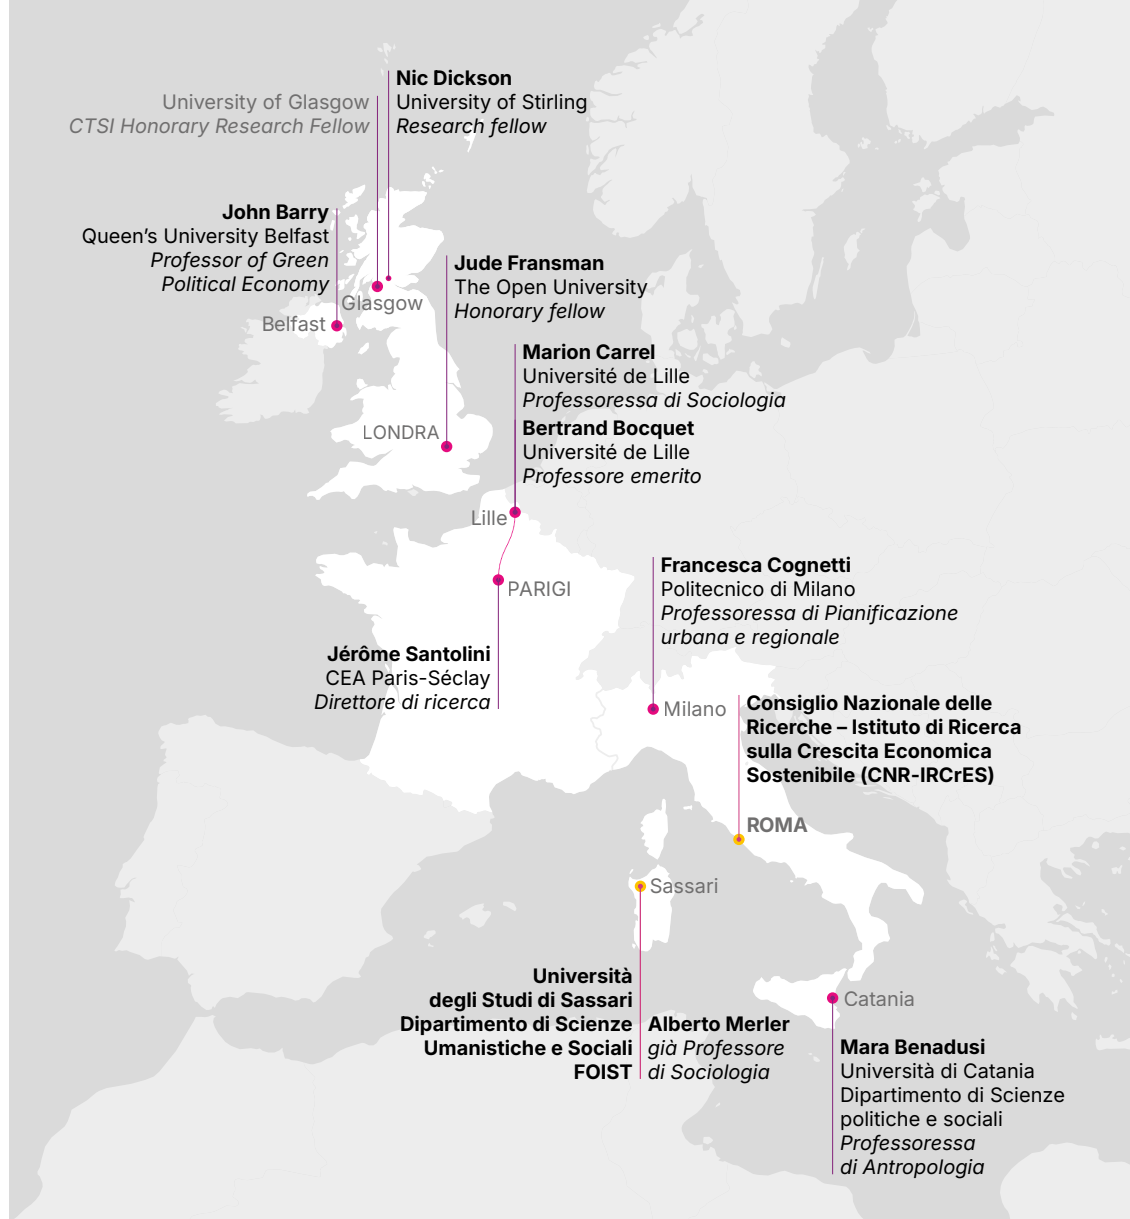 Nic Dickson
University of Stirling
Research fellow
University of Glasgow
CTSI Honorary Research Fellow
John Barry
Queen’s University Belfast
Professor of Green
Political Economy
Glasgow
Belfast
Jude Fransman
The Open University
Honorary fellow
LONDRA
Marion Carrel
Université de Lille
Professoressa di Sociologia
Bertrand Bocquet
Université de Lille
Professore emerito
Lille
PARIGI
Jérôme Santolini
CEA Paris-Séclay
Direttore di ricerca
Francesca Cognetti
Politecnico di Milano
Professoressa di Pianificazione
urbana e regionale
Milano
Consiglio Nazionale delle
Ricerche – Istituto di Ricerca
sulla Crescita Economica
Sostenibile (CNR-IRCrES)
ROMA
Sassari
Università
degli Studi di Sassari
Dipartimento di Scienze
Umanistiche e Sociali
FOIST
Alberto Merler
già Professore
di Sociologia
Catania
Mara Benadusi
Università di Catania
Dipartimento di Scienze
politiche e sociali
Professoressa
di Antropologia